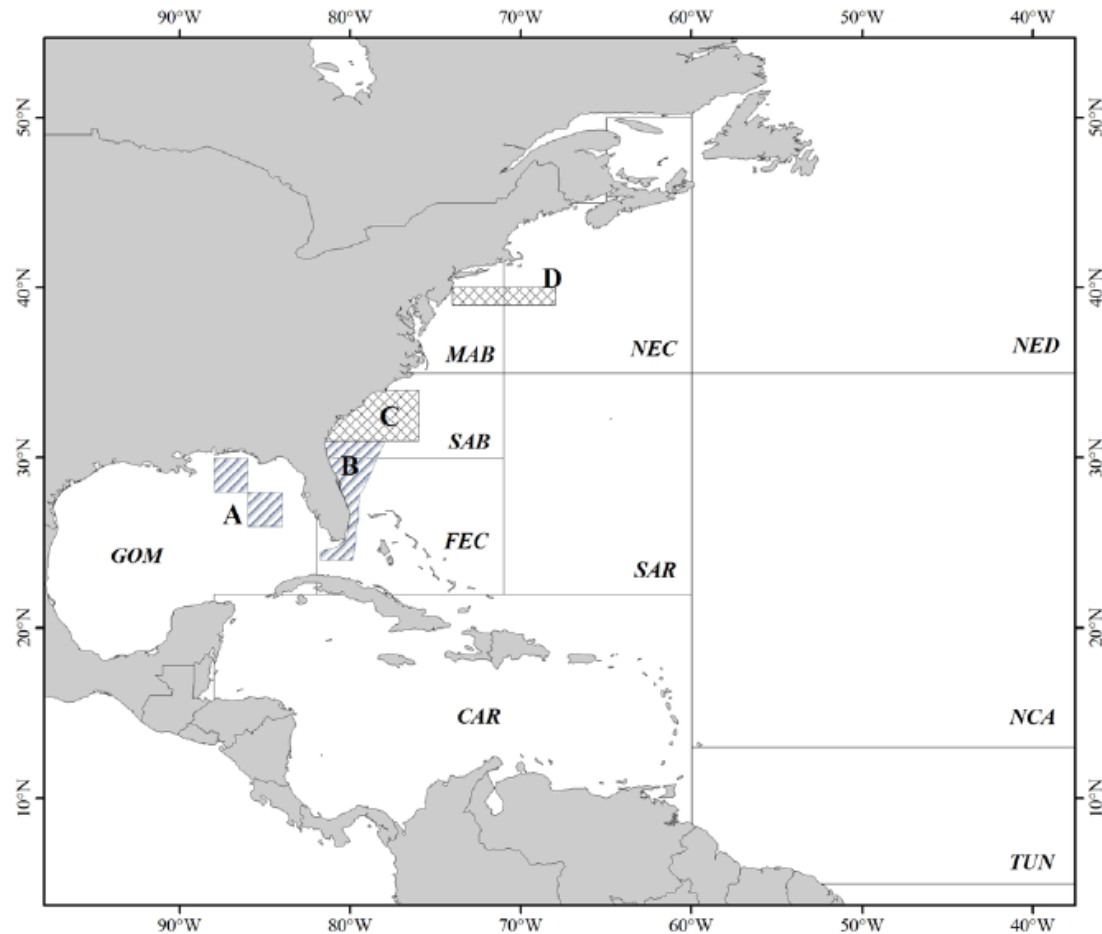 90°W 80°W 70°W 60°W 50°W 40°W
50°N 50°N
40°N D 40°N
MAB NEC NED
C
SAB
30°N B 30°N
A
GOM FEC SAR
20°N 20°N
CAR NCA
10°N 10°N
TUN
90°W 80°W 70°W 60°W 50°W 40°W